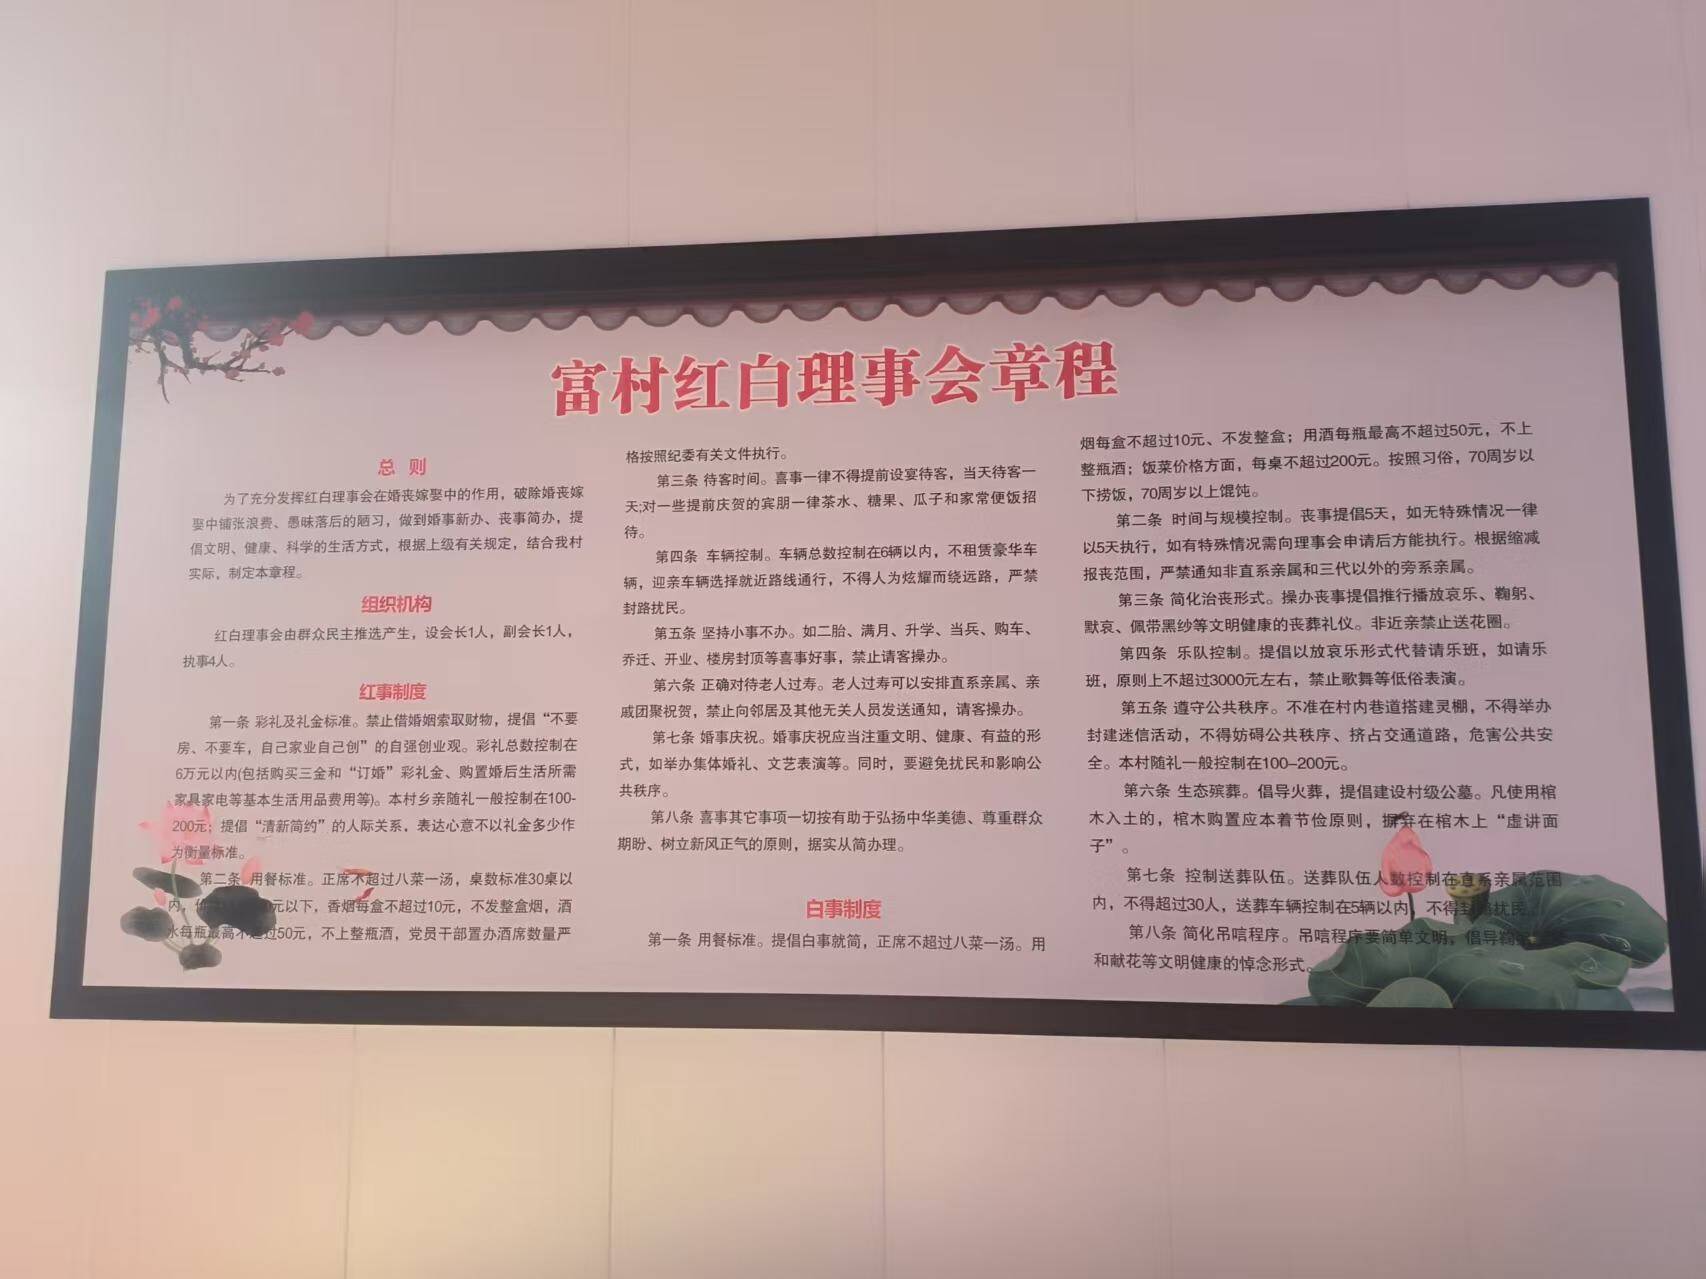 富村红白理事会章程
总 则
为了充分发挥红白理事会在婚丧嫁娶中的作用，破除婚丧嫁
娶中铺张浪费、愚昧落后的陋习，做到婚事新办、丧事简办，提
倡文明、健康、科学的生活方式，根据上级有关规定，结合我村
实际，制定本章程。
组织机构
红白理事会由群众民主推选产生，设会长1人，副会长1人，
执事4人。
红事制度
第一条 彩礼及礼金标准。禁止借婚姻索取财物，提倡“不要
房、不要车，自己家业自己创”的自强创业观。彩礼总数控制在
6万元以内(包括购买三金和“订婚”彩礼金、购置婚后生活所需
家具家电等基本生活用品费用等)。本村乡亲随礼一般控制在100-
200元；提倡“清新简约”的人际关系，表达心意不以礼金多少作
为衡量标准。
第二条 用餐标准。正席不超过八菜一汤，桌数标准30桌以
内，元以下，香烟每盒不超过10元，不发整盒烟，酒
水每瓶最高不超过50元，不上整瓶酒，党员干部置办酒席数量严
格按照纪委有关文件执行。
第三条 待客时间。喜事一律不得提前设宴待客，当天待客一
天;对一些提前庆贺的宾朋一律茶水、糖果、瓜子和家常便饭招
待。
第四条 车辆控制。车辆总数控制在6辆以内，不租赁豪华车
辆，迎亲车辆选择就近路线通行，不得人为炫耀而绕远路，严禁
封路扰民。
第五条 坚持小事不办。如二胎、满月、升学、当兵、购车、
乔迁、开业、楼房封顶等喜事好事，禁止请客操办。
第六条 正确对待老人过寿。老人过寿可以安排直系亲属、亲
戚团聚祝贺，禁止向邻居及其他无关人员发送通知，请客操办。
第七条 婚事庆祝。婚事庆祝应当注重文明、健康、有益的形
式，如举办集体婚礼、文艺表演等。同时，要避免扰民和影响公
共秩序。
第八条 喜事其它事项一切按有助于弘扬中华美德、尊重群众
期盼、树立新风正气的原则，据实从简办理。
白事制度
第一条 用餐标准。提倡白事就简，正席不超过八菜一汤。用
烟每盒不超过10元、不发整盒；用酒每瓶最高不超过50元，不上
整瓶酒；饭菜价格方面，每桌不超过200元。按照习俗，70周岁以
下捞饭，70周岁以上馄饨。
第二条 时间与规模控制。丧事提倡5天，如无特殊情况一律
以5天执行，如有特殊情况需向理事会申请后方能执行。根据缩减
报丧范围，严禁通知非直系亲属和三代以外的旁系亲属。
第三条 简化治丧形式。操办丧事提倡推行播放哀乐、鞠躬、
默哀、佩带黑纱等文明健康的丧葬礼仪。非近亲禁止送花圈。
第四条 乐队控制。提倡以放哀乐形式代替请乐班，如请乐
班，原则上不超过3000元左右，禁止歌舞等低俗表演。
第五条 遵守公共秩序。不准在村内巷道搭建灵棚，不得举办
封建迷信活动，不得妨碍公共秩序、挤占交通道路，危害公共安
全。本村随礼一般控制在100–200元。
第六条 生态殡葬。倡导火葬，提倡建设村级公墓。凡使用棺
木入土的，棺木购置应本着节俭原则，摒弃在棺木上“虚讲面
子”。
第七条 控制送葬队伍。送葬队伍人数控制在直系亲属范围
内，不得超过30人，送葬车辆控制在5辆以内，不得封路扰民。
第八条 简化吊唁程序。吊唁程序要简单文明，倡导鞠
和献花等文明健康的悼念形式。